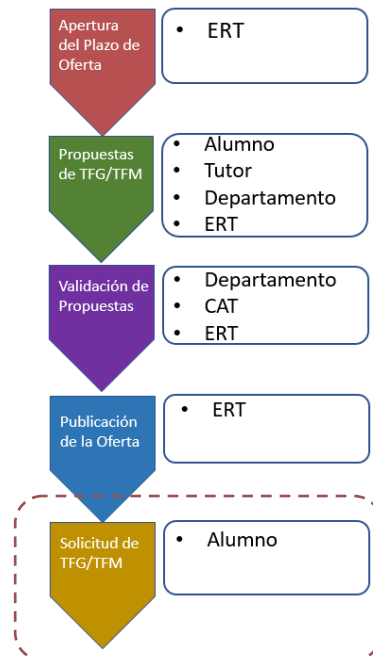 Apertura
del Plazo de
Oferta
• ERT
Propuestas
de TFG/TFM
• Alumno
• Tutor
• Departamento
• ERT
Validación de
Propuestas
• Departamento
• CAT
• ERT
Publicación
de la Oferta
• ERT
Solicitud de
TFG/TFM
• Alumno